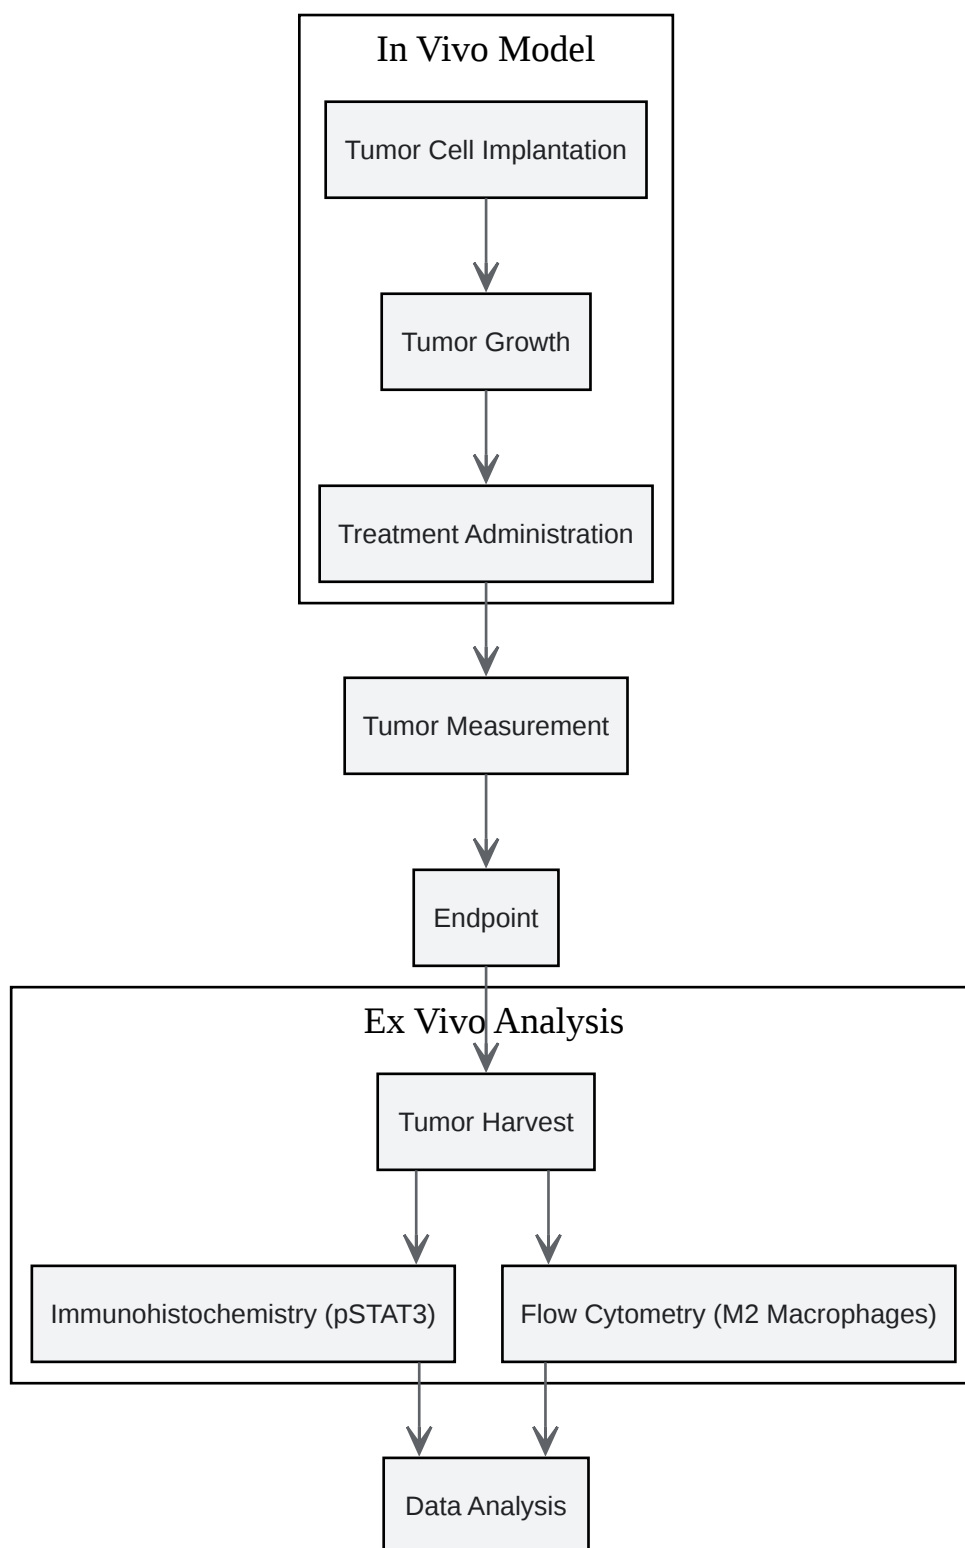 In Vivo Model
Tumor Cell Implantation
Tumor Growth
Treatment Administration
Tumor Measurement
Endpoint
Ex Vivo Analysis
Tumor Harvest
Immunohistochemistry (pSTAT3)
Flow Cytometry (M2 Macrophages)
Data Analysis